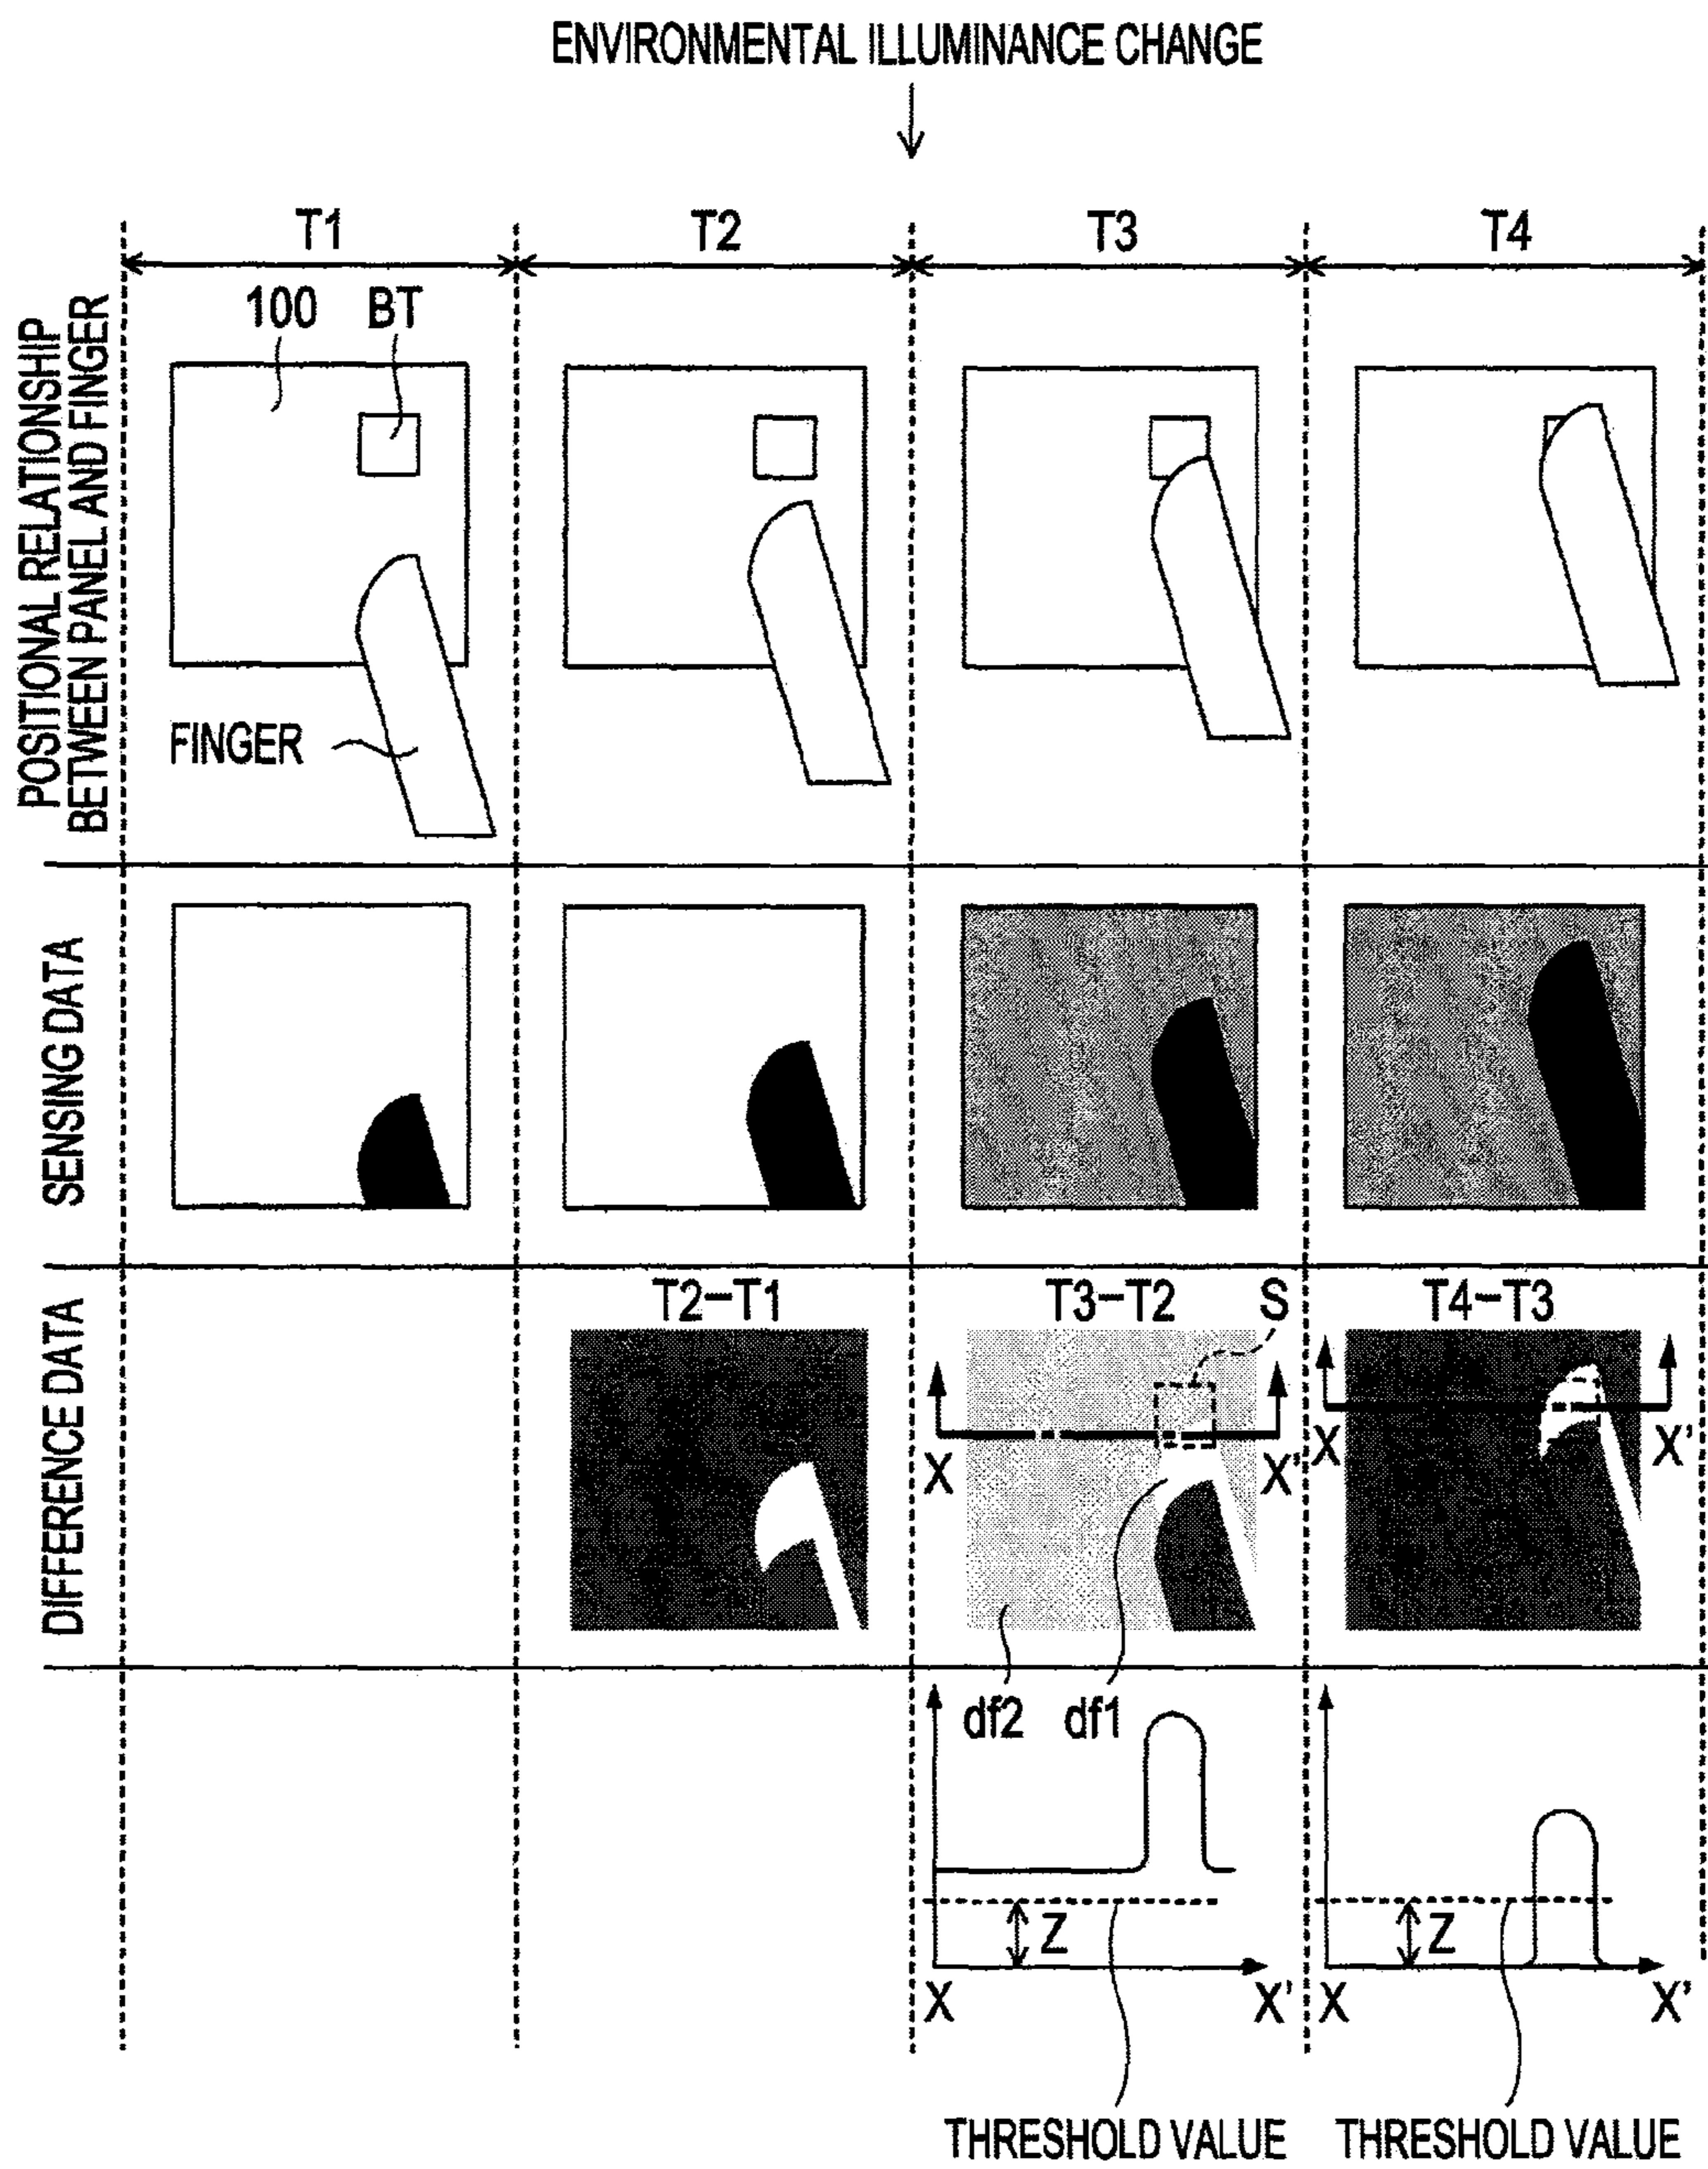 ENVIRONMENTAL ILLUMINANCE CHANGE
T1 T2 T3 T4
POSITIONAL RELATIONSHIP
BETWEEN PANEL AND FINGER
100 BT
FINGER
SENSING DATA
DIFFERENCE DATA
T2-T1 T3-T2 S T4-T3
X X' X X'
df2 df1
Z Z
X X' X X'
THRESHOLD VALUE THRESHOLD VALUE